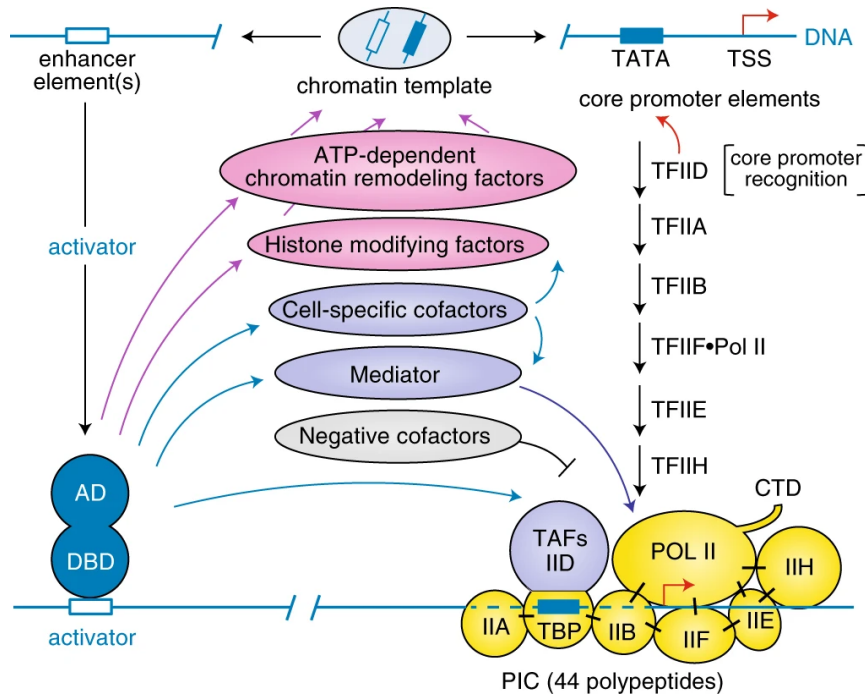 DNA
enhancer
element(s)
chromatin template
TATA
TSS
core promoter elements
ATP-dependent
chromatin remodeling factors
TFIID
core promoter
recognition
activator
Histone modifying factors
TFIIA
Cell-specific cofactors
TFIIB
Mediator
TFIIF•Pol II
Negative cofactors
TFIIE
TFIIH
AD
DBD
activator
CTD
TAFs
IID
POL II
IIH
IIA
TBP
IIB
IIF
IIE
PIC (44 polypeptides)